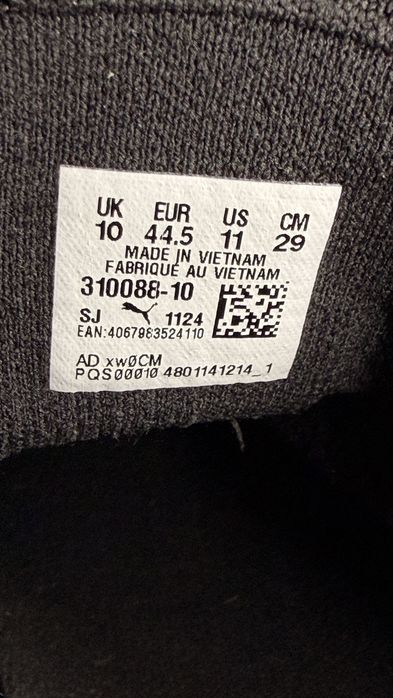 UK EUR US CM
10 44.5 11 29
MADE IN VIETNAM
FABRIQUÉ AU VIETNAM
310088-10
SJ 1124
EAN:4067983524110
AD xw0CM
PQS00010 4801141214_1